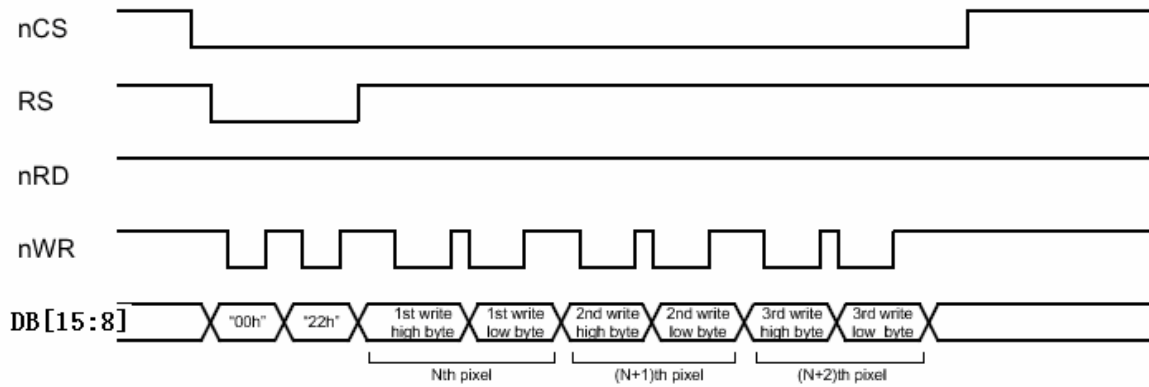 nCS
RS
nRD
nWR
DB[15:8]
"00h"
"22h"
1st write
high byte
1st write
low byte
2nd write
high byte
2nd write
low byte
3rd write
high byte
3rd write
low byte
Nth pixel
(N+1)th pixel
(N+2)th pixel